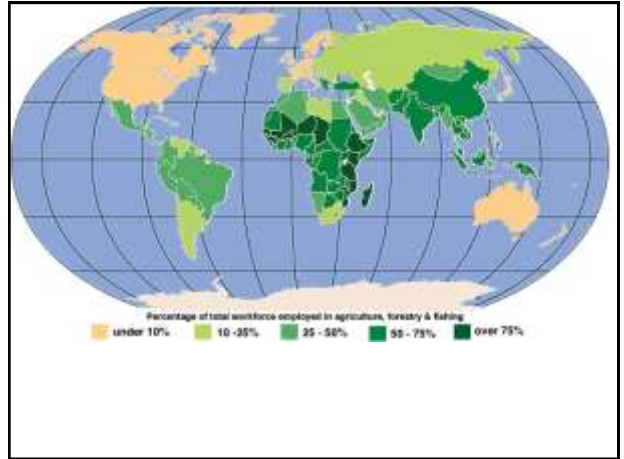 Percentage of total workforce employed in agriculture, forestry & fishing
under 10% 10 -25% 25 - 50% 50 - 75% over 75%